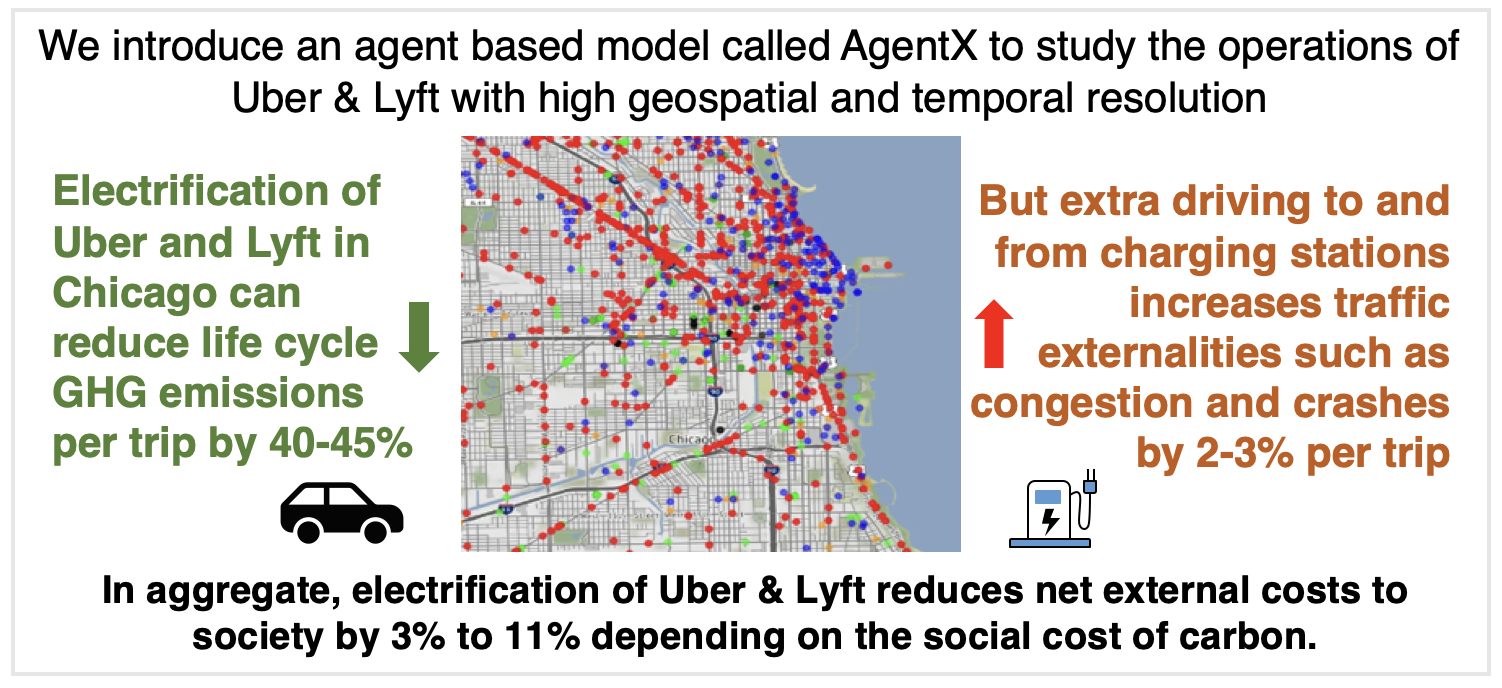 We introduce an agent based model called AgentX to study the operations of
Uber & Lyft with high geospatial and temporal resolution
Electrification of
Uber and Lyft in
Chicago can
reduce life cycle
GHG emissions
per trip by 40-45%
Chicago
But extra driving to and
from charging stations
increases traffic
externalities such as
congestion and crashes
by 2-3% per trip
In aggregate, electrification of Uber & Lyft reduces net external costs to
society by 3% to 11% depending on the social cost of carbon.